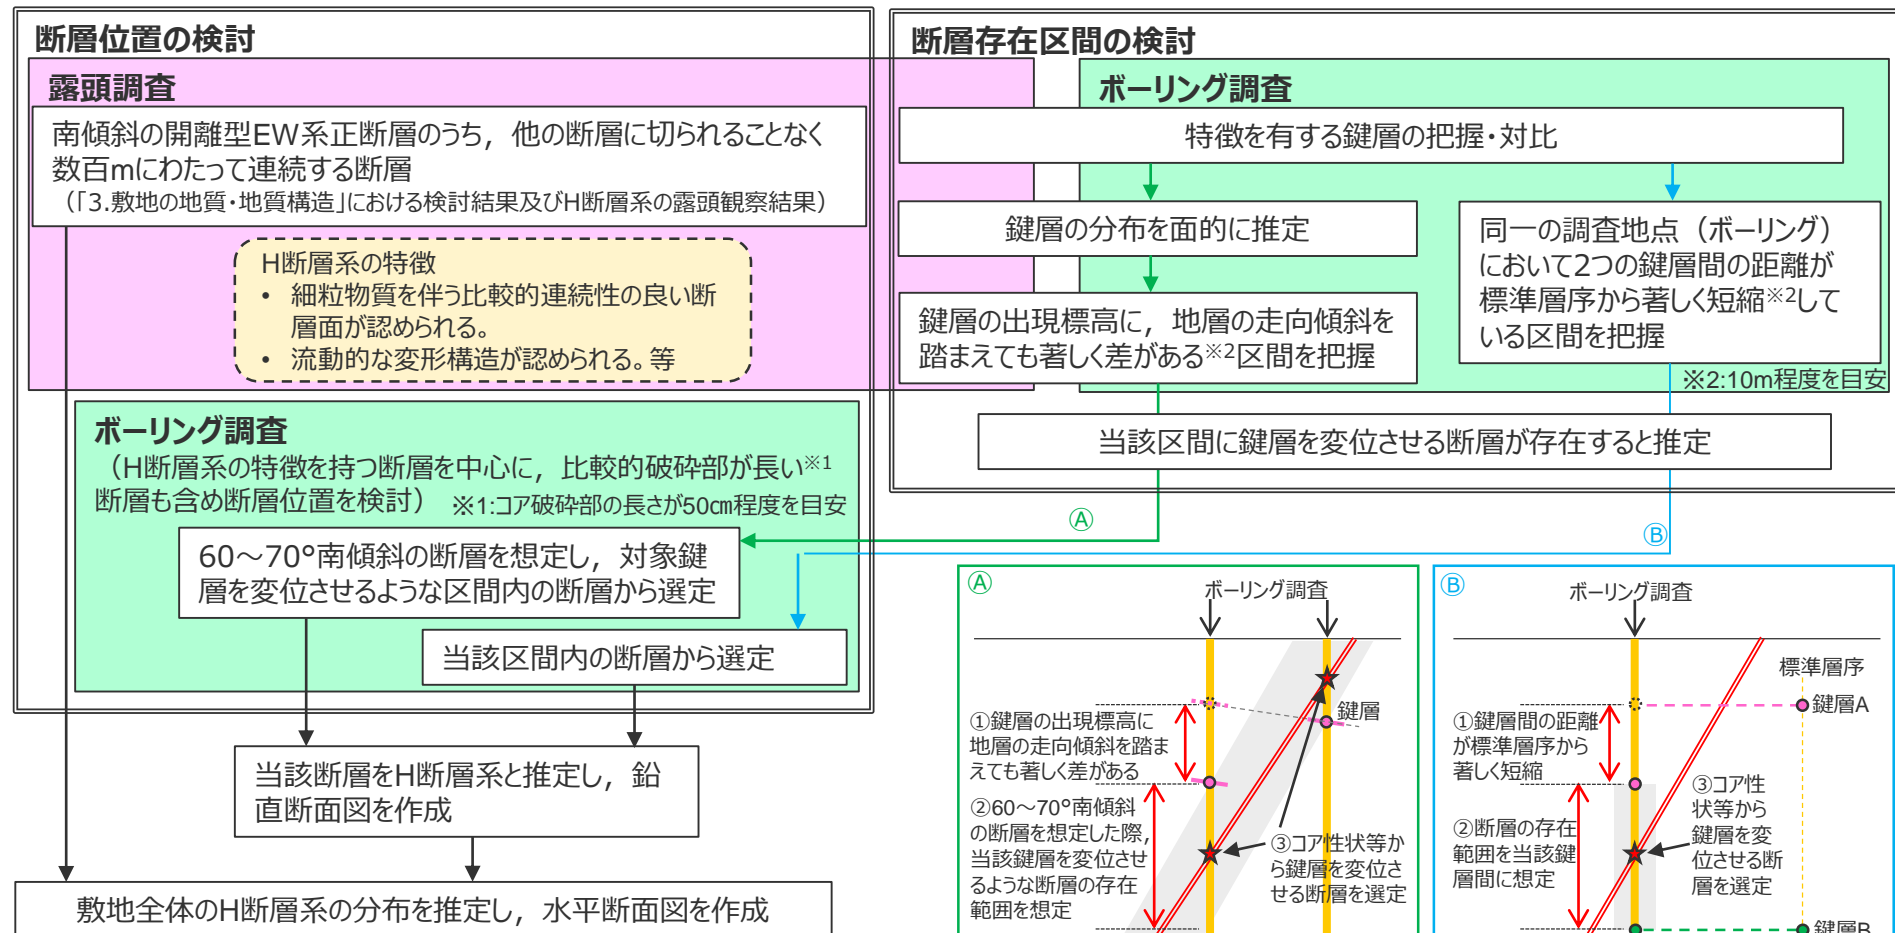 断層位置の検討
露頭調査
南傾斜の開離型EW系正断層のうち，他の断層に切られることなく
数百mにわたって連続する断層
（「3.敷地の地質・地質構造」における検討結果及びH断層系の露頭観察結果）
H断層系の特徴
• 細粒物質を伴う比較的連続性の良い断
層面が認められる。
• 流動的な変形構造が認められる。等
ボーリング調査
（H断層系の特徴を持つ断層を中心に，比較的破砕部が長い※1
断層も含め断層位置を検討）
※1:コア破砕部の長さが50㎝程度を目安
60～70°南傾斜の断層を想定し，対象鍵
層を変位させるような区間内の断層から選定
当該区間内の断層から選定
当該断層をH断層系と推定し，鉛
直断面図を作成
敷地全体のH断層系の分布を推定し，水平断面図を作成
断層存在区間の検討
ボーリング調査
特徴を有する鍵層の把握・対比
鍵層の分布を面的に推定
鍵層の出現標高に，地層の走向傾斜を
踏まえても著しく差がある※2区間を把握
同一の調査地点（ボーリング）
において2つの鍵層間の距離が
標準層序から著しく短縮※2して
いる区間を把握
※2:10m程度を目安
当該区間に鍵層を変位させる断層が存在すると推定
Ⓐ
Ⓑ
Ⓐ
ボーリング調査
鍵層
①鍵層の出現標高に
地層の走向傾斜を踏ま
えても著しく差がある
②60～70°南傾斜
の断層を想定した際，
当該鍵層を変位させ
るような断層の存在
範囲を想定
③コア性状等か
ら鍵層を変位さ
せる断層を選定
Ⓑ
ボーリング調査
標準層序
鍵層A
①鍵層間の距離
が標準層序から
著しく短縮
②断層の存在
範囲を当該鍵
層間に想定
③コア性
状等から
鍵層を変
位させる断
層を選定
鍵層B